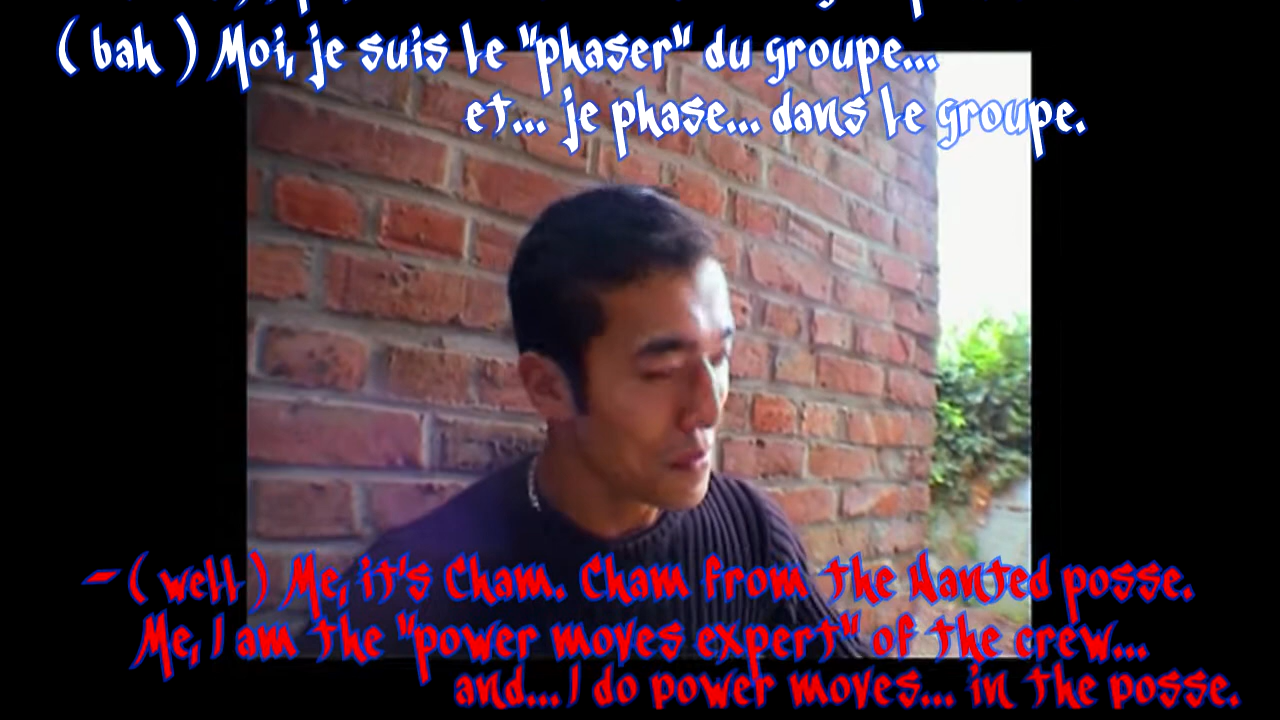 ( bah ) Moi, je suis le "phaser" du groupe...
et... je phase... dans le groupe.
- ( well ) Me, it's Cham. Cham from the Wanted posse.
Me, I am the "power moves expert" of the crew...
and... I do power moves... in the posse.